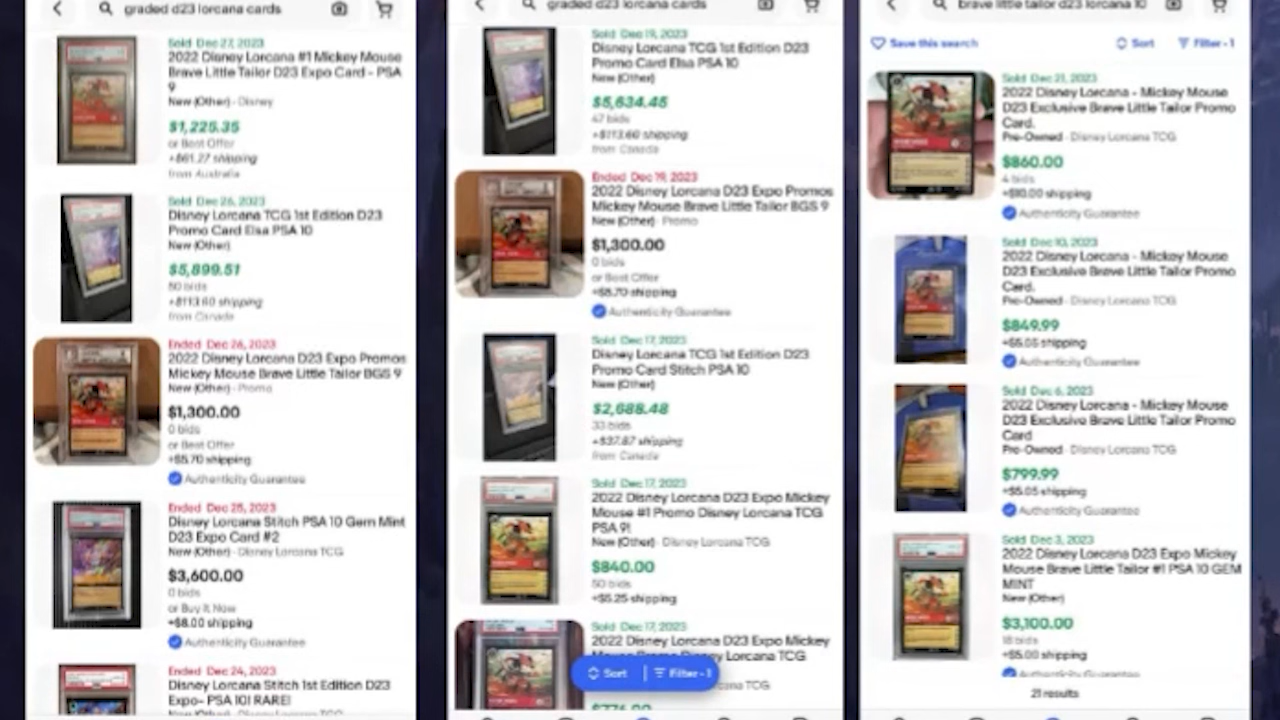 graded d23 lorcana cards
Sold Dec 27, 2023
2022 Disney Lorcana #1 Mickey Mouse
Brave Little Tailor D23 Expo Card - PSA
9
New (Other) · Disney
$1,225.35
or Best Offer
+$61.27 shipping
from Australia
Sold Dec 26, 2023
Disney Lorcana TCG 1st Edition D23
Promo Card Elsa PSA 10
New (Other)
$5,899.51
50 bids
+$113.60 shipping
from Canada
Ended Dec 26, 2023
2022 Disney Lorcana D23 Expo Promos
Mickey Mouse Brave Little Tailor BGS 9
New (Other) · Promo
$1,300.00
0 bids
or Best Offer
+$5.70 shipping
Authenticity Guarantee
Ended Dec 25, 2023
Disney Lorcana Stitch PSA 10 Gem Mint
D23 Expo Card #2
New (Other) · Disney Lorcana TCG
$3,600.00
0 bids
or Buy It Now
+$8.00 shipping
Authenticity Guarantee
Ended Dec 24, 2023
Disney Lorcana Stitch 1st Edition D23
Expo- PSA 10! RARE!
New (Other) · Disney Lorcana TCG
graded d23 lorcana cards
Sold Dec 19, 2023
Disney Lorcana TCG 1st Edition D23
Promo Card Elsa PSA 10
New (Other)
$5,634.45
47 bids
+$113.60 shipping
from Canada
Ended Dec 19, 2023
2022 Disney Lorcana D23 Expo Promos
Mickey Mouse Brave Little Tailor BGS 9
New (Other) · Promo
$1,300.00
0 bids
or Best Offer
+$5.70 shipping
Authenticity Guarantee
Sold Dec 17, 2023
Disney Lorcana TCG 1st Edition D23
Promo Card Stitch PSA 10
New (Other)
$2,688.48
33 bids
+$37.87 shipping
from Canada
Sold Dec 17, 2023
2022 Disney Lorcana D23 Expo Mickey
Mouse #1 Promo Disney Lorcana TCG
PSA 9!
New (Other) · Disney Lorcana TCG
$840.00
50 bids
+$5.25 shipping
Sold Dec 17, 2023
2022 Disney Lorcana D23 Expo Mickey
Disney Lorcana TCG
Sort
Filter · 1
brave little tailor d23 lorcana 10
Save this search
Sort
Filter · 1
Sold Dec 21, 2023
2022 Disney Lorcana - Mickey Mouse
D23 Exclusive Brave Little Tailor Promo
Card.
Pre-Owned · Disney Lorcana TCG
$860.00
4 bids
+$10.00 shipping
Authenticity Guarantee
Sold Dec 10, 2023
2022 Disney Lorcana - Mickey Mouse
D23 Exclusive Brave Little Tailor Promo
Card.
Pre-Owned · Disney Lorcana TCG
$849.99
+$5.05 shipping
Authenticity Guarantee
Sold Dec 6, 2023
2022 Disney Lorcana - Mickey Mouse
D23 Exclusive Brave Little Tailor Promo
Card
Pre-Owned · Disney Lorcana TCG
$799.99
+$5.05 shipping
Authenticity Guarantee
Sold Dec 3, 2023
2022 Disney Lorcana D23 Expo Mickey
Mouse Brave Little Tailor #1 PSA 10 GEM
MINT
New (Other)
$3,100.00
18 bids
+$5.00 shipping
Authenticity Guarantee
21 results